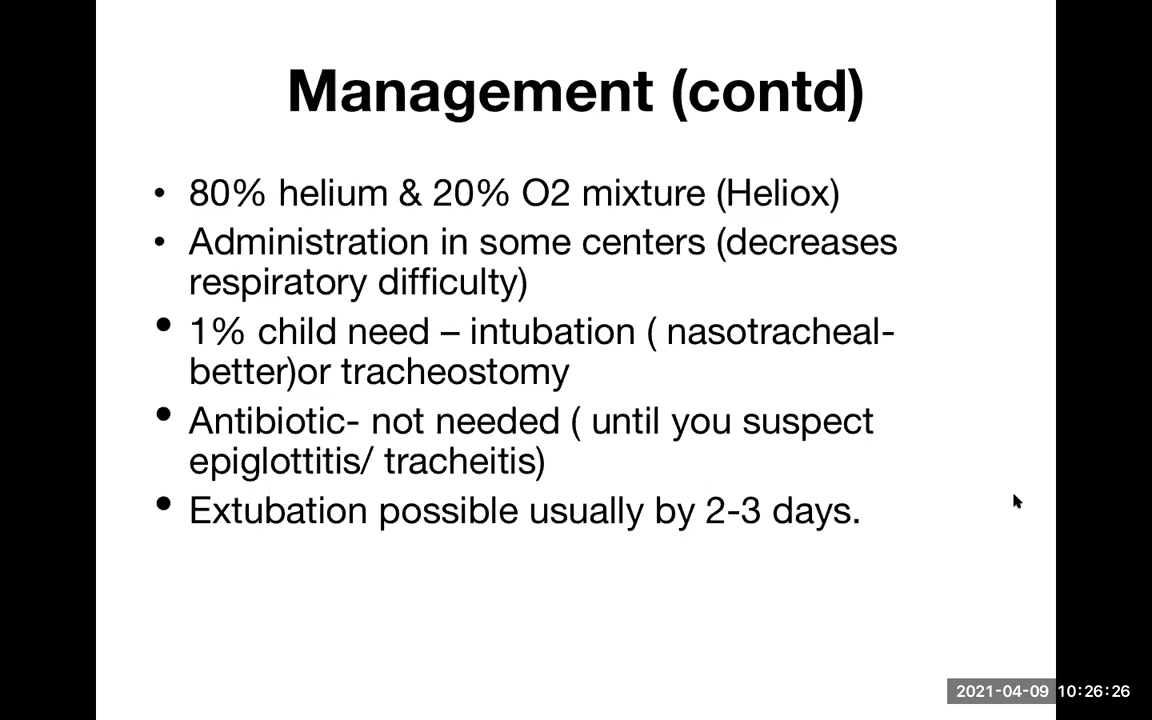 Management (contd)
• 80% helium & 20% O2 mixture (Heliox)
• Administration in some centers (decreases
respiratory difficulty)
• 1% child need – intubation ( nasotracheal-
better)or tracheostomy
• Antibiotic- not needed ( until you suspect
epiglottitis/ tracheitis)
• Extubation possible usually by 2-3 days.
2021-04-09 10:26:26